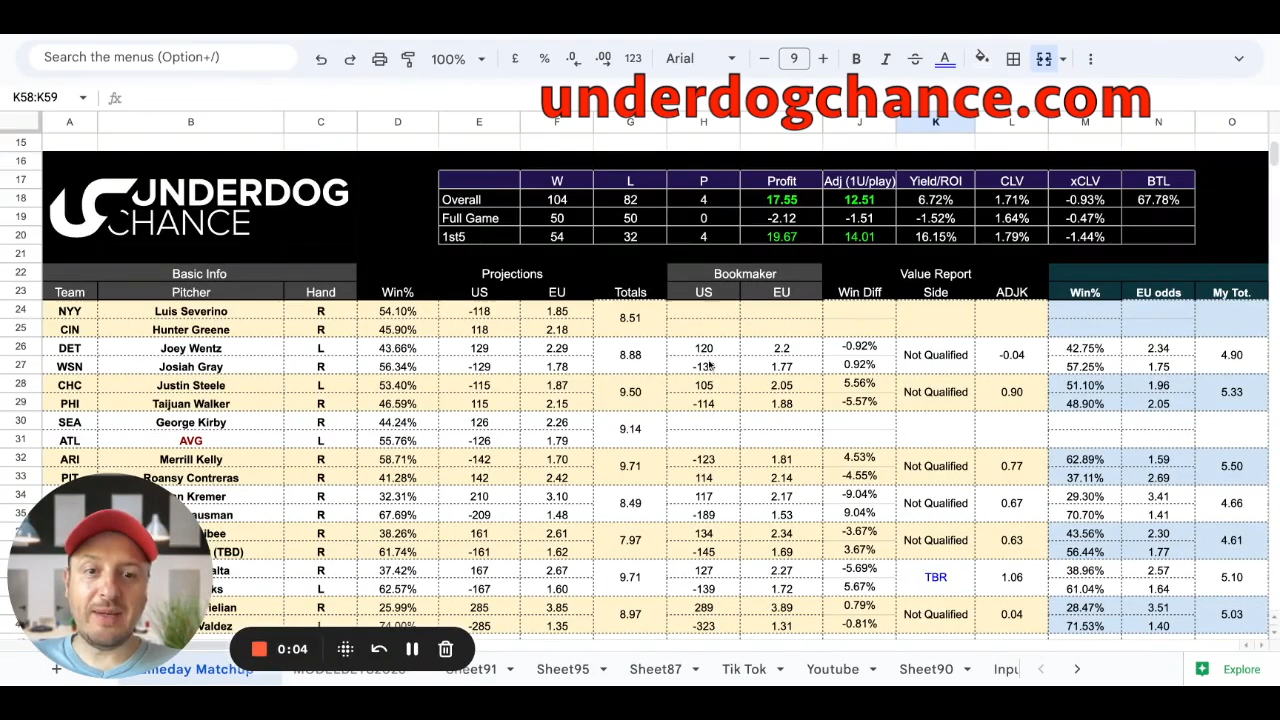 Search the menus (Option+/)
100%
£ % .0 .00 123
Arial
9
B I S A
K58:K59 fx
underdogchance.com
A B C D E F G H J K L M N O
15
16
17 W L P Profit Adj (1U/play) Yield/ROI CLV xCLV BTL
18 Overall 104 82 4 17.55 12.51 6.72% 1.71% -0.93% 67.78%
19 Full Game 50 50 0 -2.12 -1.51 -1.52% 1.64% -0.47%
20 1st5 54 32 4 19.67 14.01 16.15% 1.79% -1.44%
UNDERDOG
CHANCE
21
22 Basic Info Projections Bookmaker Value Report
23 Team Pitcher Hand Win% US EU Totals US EU Win Diff Side ADJK Win% EU odds My Tot.
24 NYY Luis Severino R 54.10% -118 1.85 8.51
25 CIN Hunter Greene R 45.90% 118 2.18
26 DET Joey Wentz L 43.66% 129 2.29 8.88 120 2.2 -0.92% Not Qualified -0.04 42.75% 2.34 4.90
27 WSN Josiah Gray R 56.34% -129 1.78 1.77 0.92% 57.25% 1.75
28 CHC Justin Steele L 53.40% -115 1.87 9.50 105 2.05 5.56% Not Qualified 0.90 51.10% 1.96 5.33
29 PHI Taijuan Walker R 46.59% 115 2.15 -114 1.88 -5.57% 48.90% 2.05
30 SEA George Kirby R 44.24% 126 2.26 9.14
31 ATL AVG L 55.76% -126 1.79
32 ARI Merrill Kelly R 58.71% -142 1.70 9.71 -123 1.81 4.53% Not Qualified 0.77 62.89% 1.59 5.50
33 PIT Roansy Contreras R 41.28% 142 2.42 114 2.14 -4.55% 37.11% 2.69
34 Kremer R 32.31% 210 3.10 8.49 117 2.17 -9.04% Not Qualified 0.67 29.30% 3.41 4.66
R 67.69% -209 1.48 -189 1.53 9.04% 70.70% 1.41
R 38.26% 161 2.61 7.97 134 2.34 -3.67% Not Qualified 0.63 43.56% 2.30 4.61
(TBD) R 61.74% -161 1.62 -145 1.69 3.67% 56.44% 1.77
R 37.42% 167 2.67 9.71 127 2.27 -5.69% TBR 1.06 38.96% 2.57 5.10
L 62.57% -167 1.60 -139 1.72 5.67% 61.04% 1.64
R 25.99% 285 3.85 8.97 289 3.89 0.79% Not Qualified 0.04 28.47% 3.51 5.03
Valdez L 74.00% -285 1.35 -323 1.31 -0.81% 71.53% 1.40
0:04
Sheet95 Sheet87 Tik Tok Youtube Sheet90 Explore